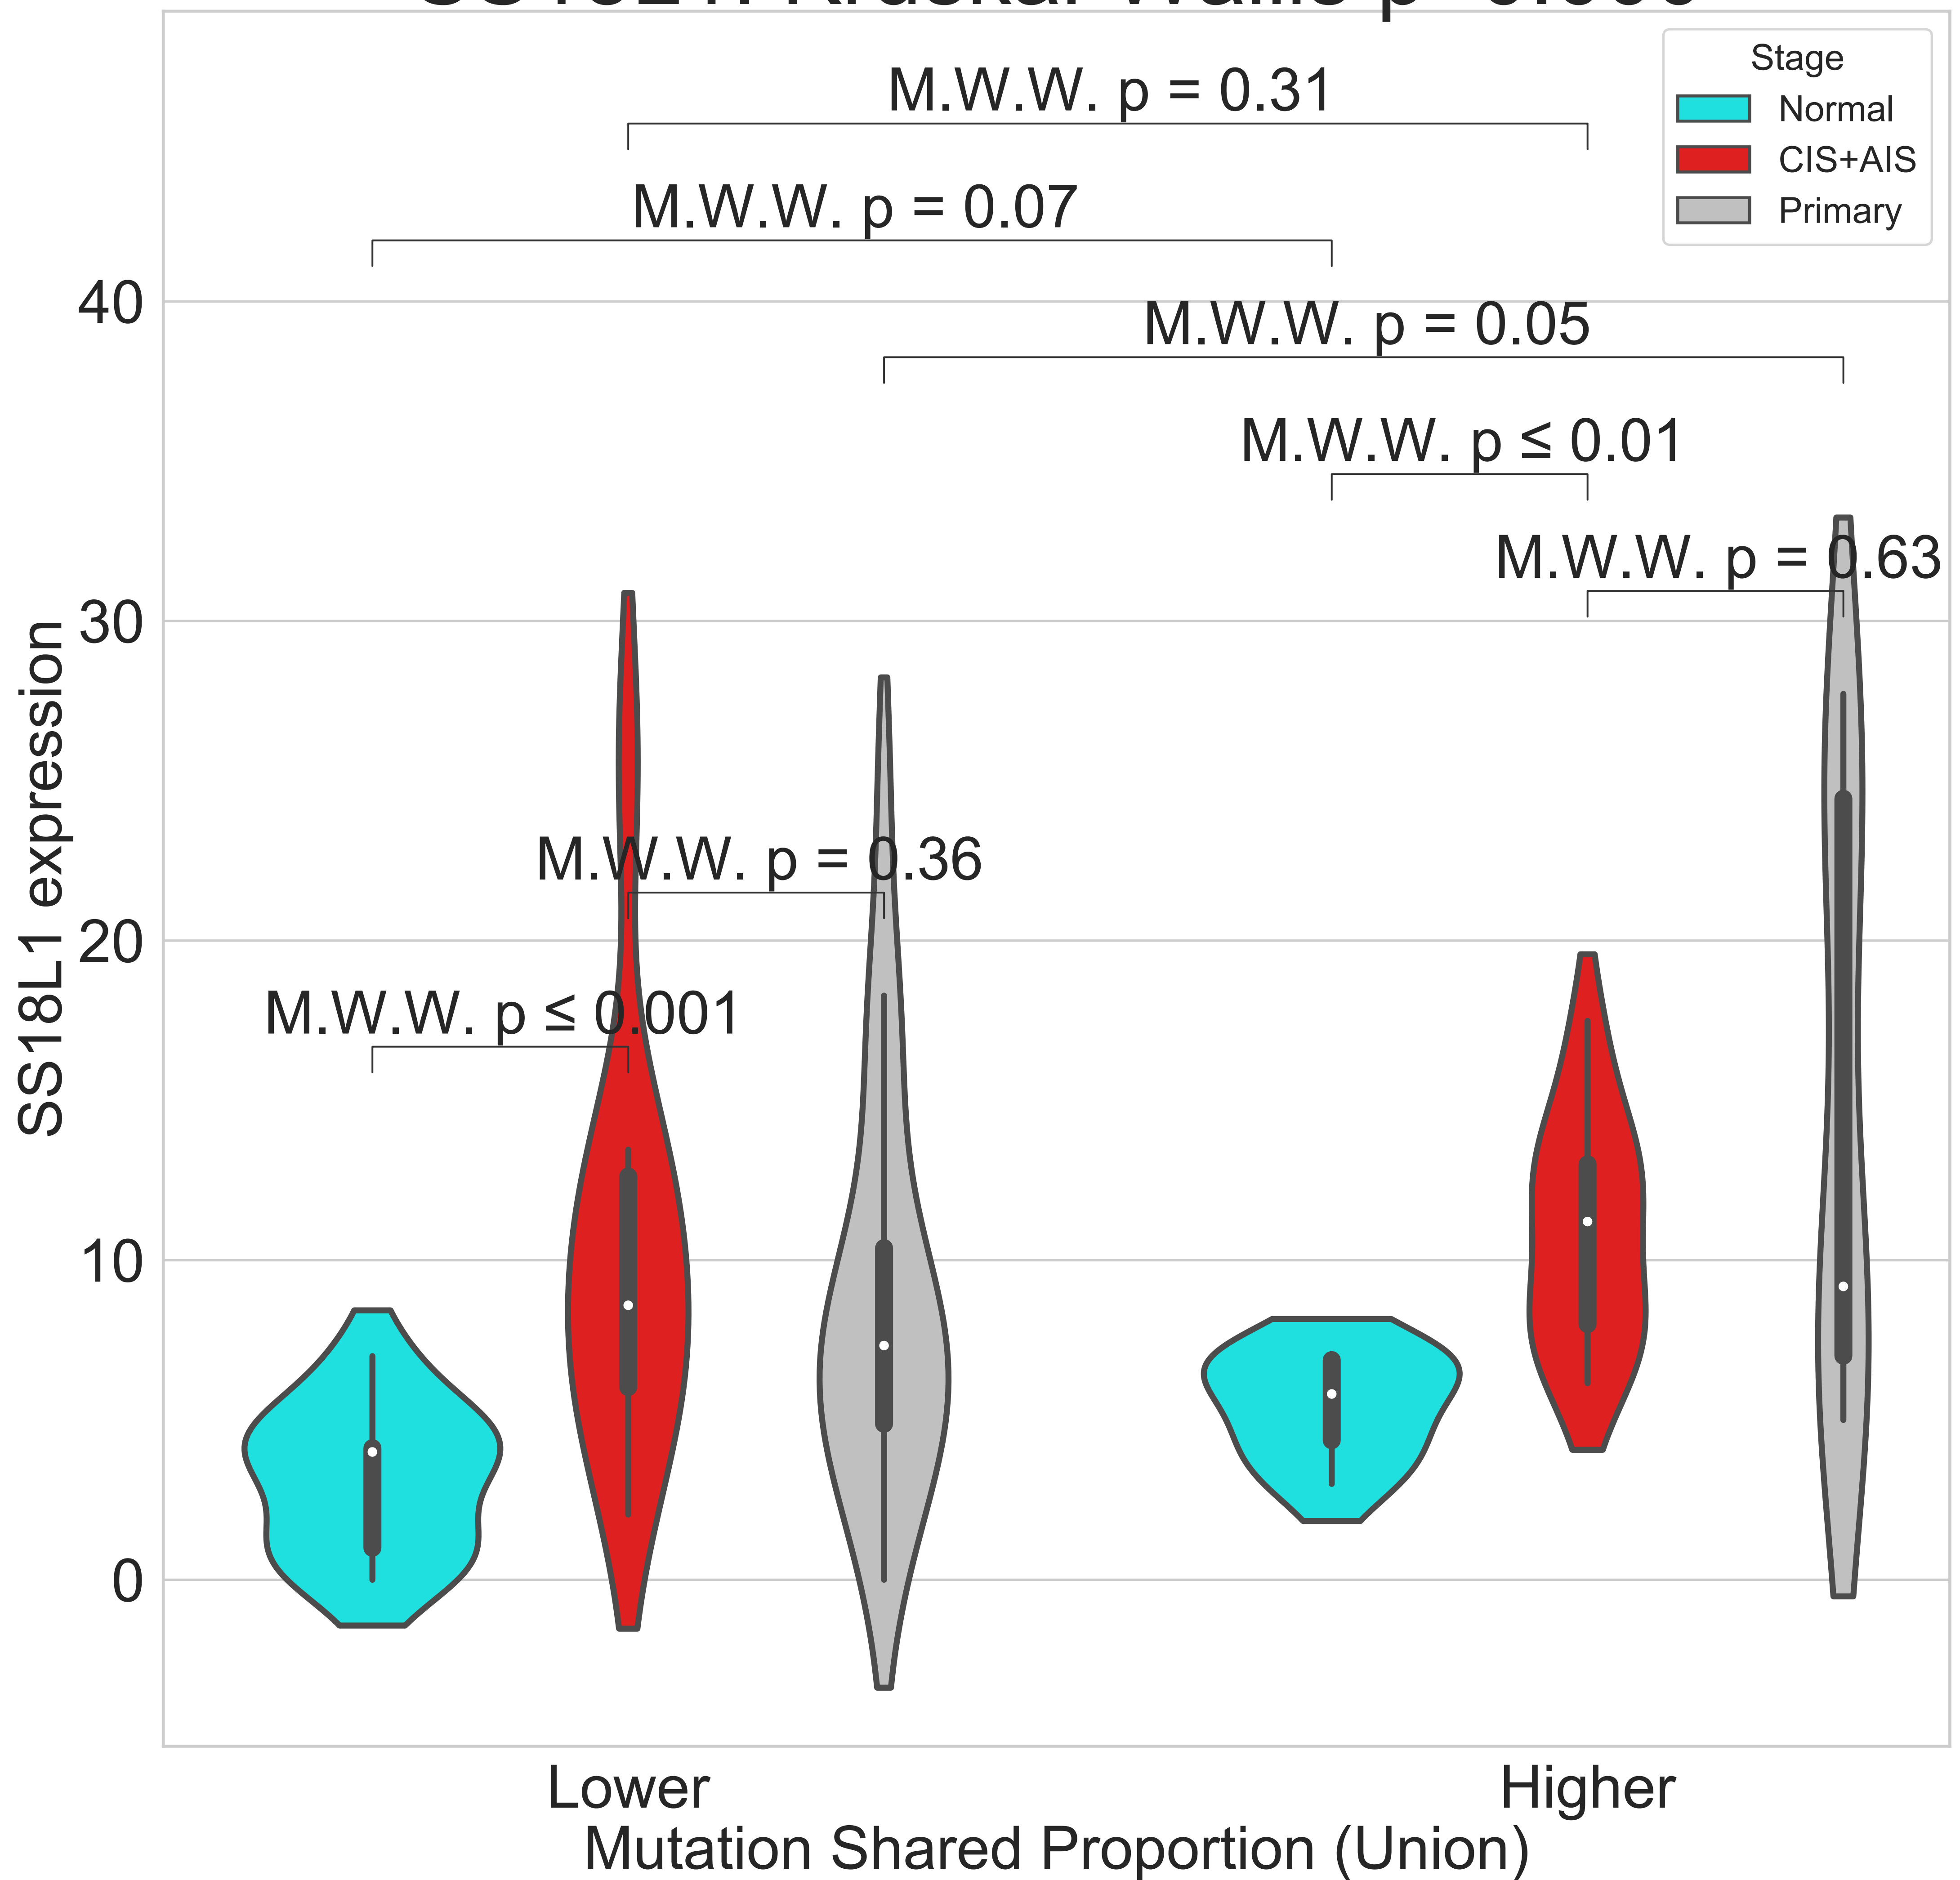 Stage
Normal
CIS+AIS
Primary
M.W.W. p = 0.31
M.W.W. p = 0.07
M.W.W. p = 0.05
M.W.W. p ≤ 0.01
M.W.W. p = 0.63
M.W.W. p = 0.36
M.W.W. p ≤ 0.001
40
30
20
10
0
SS18L1 expression
Lower
Higher
Mutation Shared Proportion (Union)